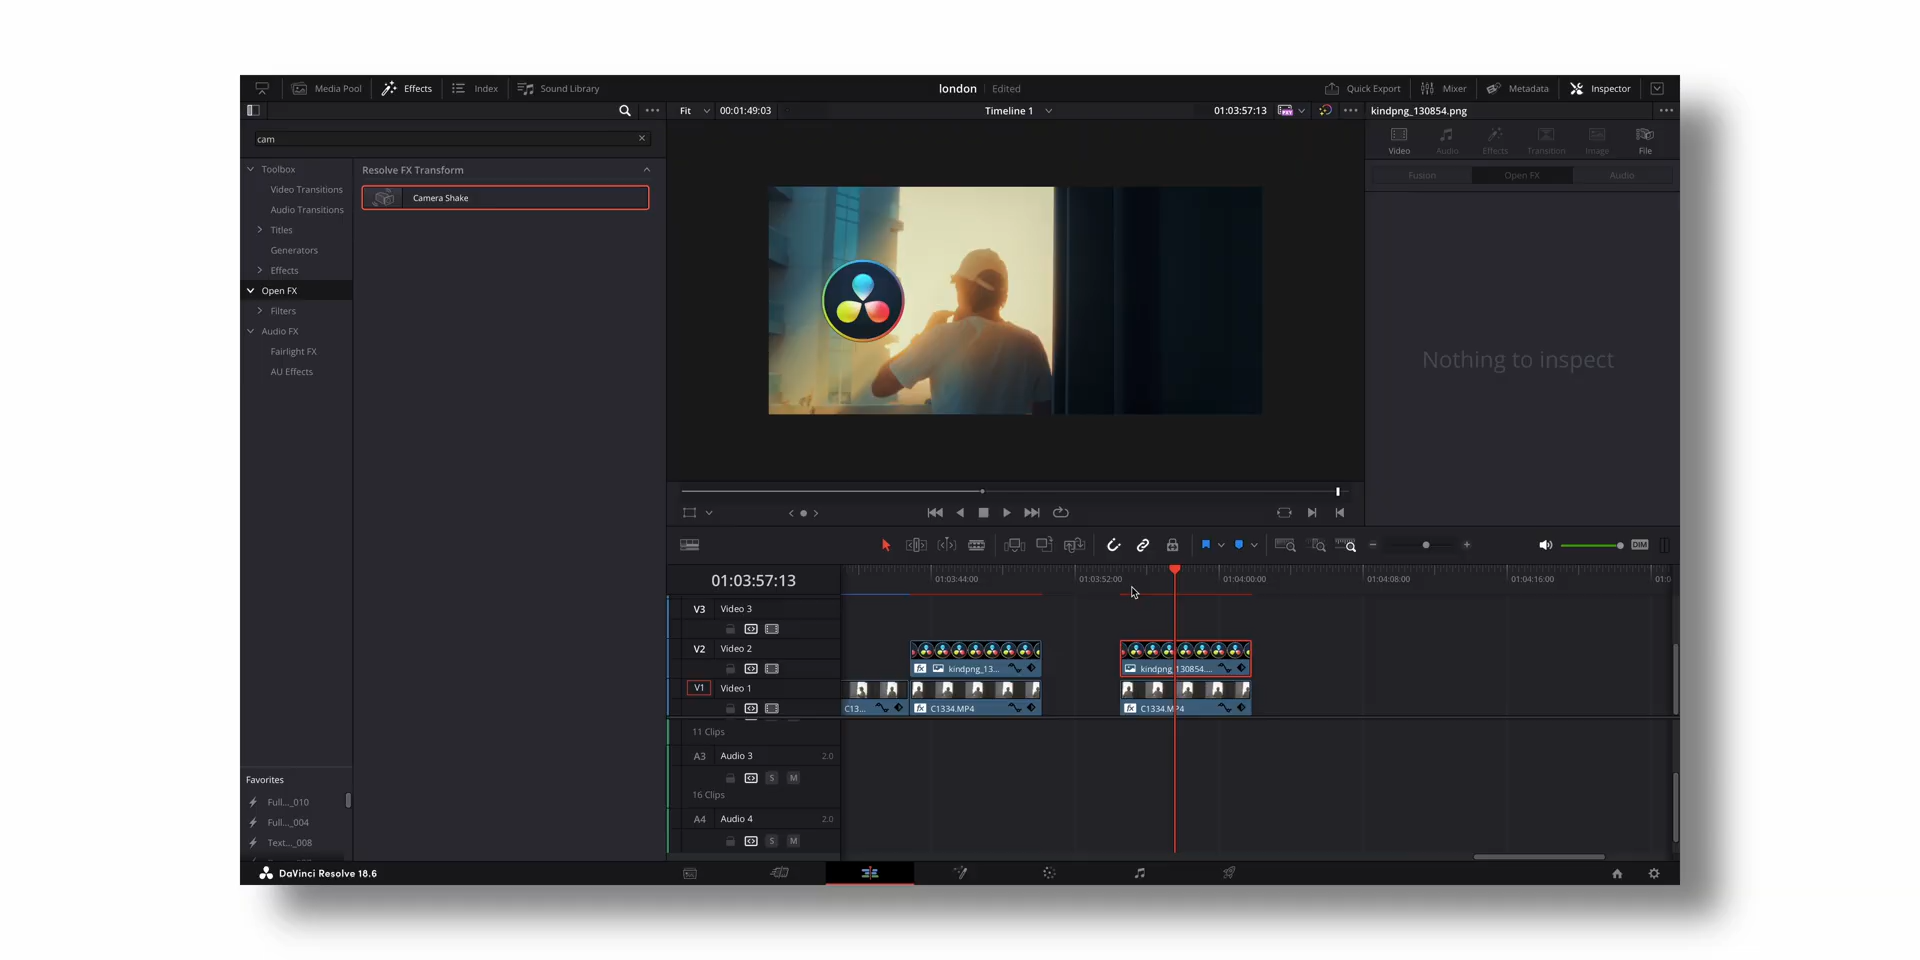 Media Pool Effects Index Sound Library london Edited Quick Export Mixer Metadata Inspector
Fit 00:01:49:03 Timeline 1 01:03:57:13 kindpng_130854.png
cam
Video Audio Effects Transition Image File
Fusion Open FX Audio
Toolbox
Video Transitions
Audio Transitions
Titles
Generators
Effects
Open FX
Filters
Audio FX
Fairlight FX
AU Effects
Resolve FX Transform
Camera Shake
Nothing to inspect
DIM
01:03:57:13 01:03:44:00 01:03:52:00 01:04:00:00 01:04:08:00 01:04:16:00 01:0
V3 Video 3
V2 Video 2
kindpng_13... kindpng_130854....
V1 Video 1
C13... C1334.MP4 C1334.MP4
11 Clips
A3 Audio 3 2.0
S M
16 Clips
A4 Audio 4 2.0
S M
Favorites
Full..._010
Full..._004
Text..._008
DaVinci Resolve 18.6